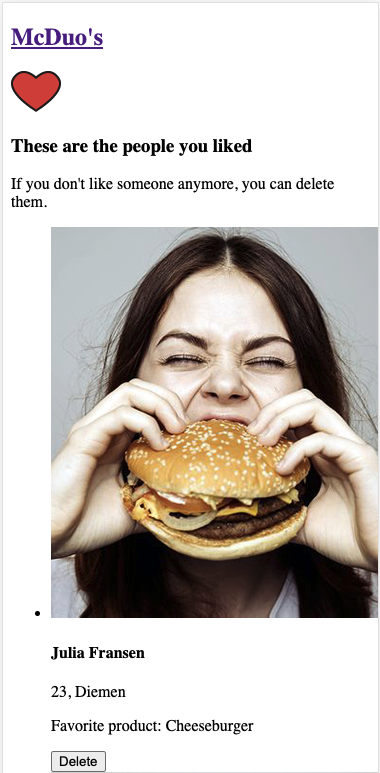 McDuo's
These are the people you liked
If you don't like someone anymore, you can delete
them.
Julia Fransen
23, Diemen
Favorite product: Cheeseburger
Delete